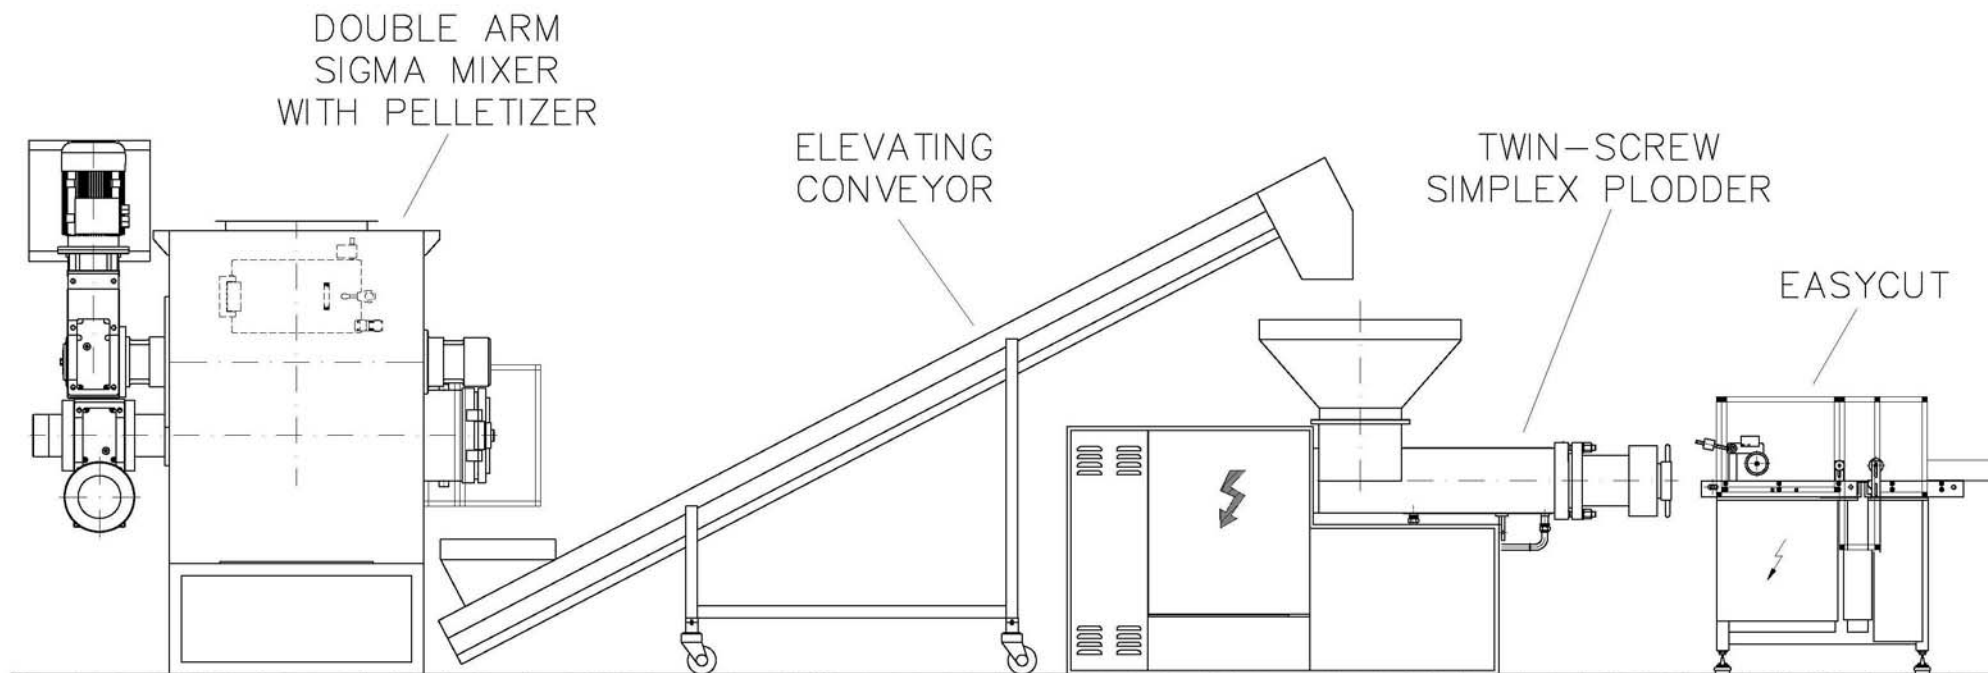 DOUBLE ARM
SIGMA MIXER
WITH PELLETIZER
ELEVATING
CONVEYOR
TWIN-SCREW
SIMPLEX PLODDER
EASYCUT